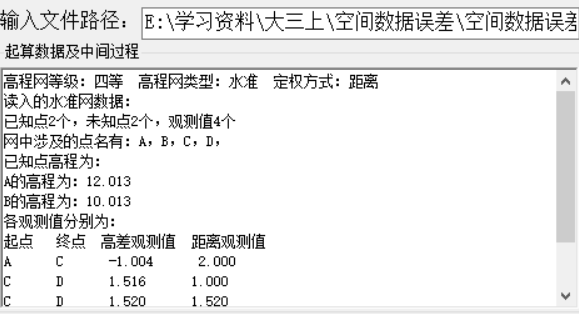 输入文件路径: E:\学习资料\大三上\空间数据误差\空间数据误差
起算数据及中间过程
高程网等级: 四等 高程网类型: 水准 定权方式: 距离
读入的水准网数据:
已知点2个，未知点2个，观测值4个
网中涉及的点名有: A, B, C, D,
已知点高程为:
A的高程为: 12.013
B的高程为: 10.013
各观测值分别为:
起点 终点 高差观测值 距离观测值
A C -1.004 2.000
C D 1.516 1.000
C D 1.520 1.520